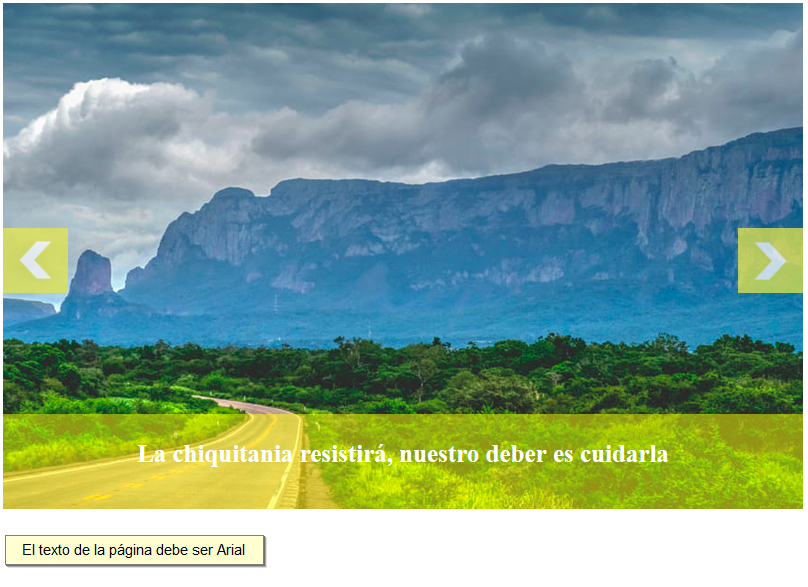 La chiquitania resistirá, nuestro deber es cuidarla
El texto de la página debe ser Arial